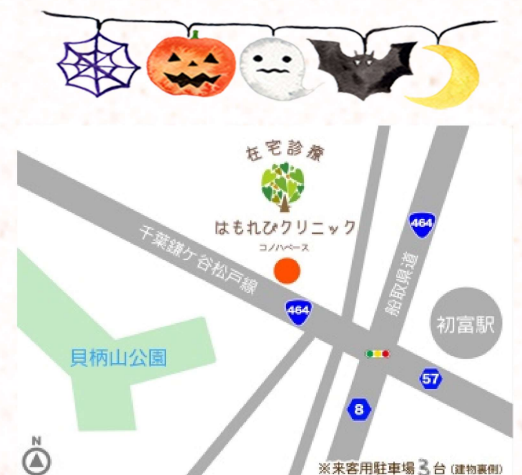 在宅診療
はもれびクリニック
コノハベース
464
千葉鎌ケ谷松戸線
船取県道
464
初富駅
貝柄山公園
57
8
N
※来客用駐車場3台(建物裏側)